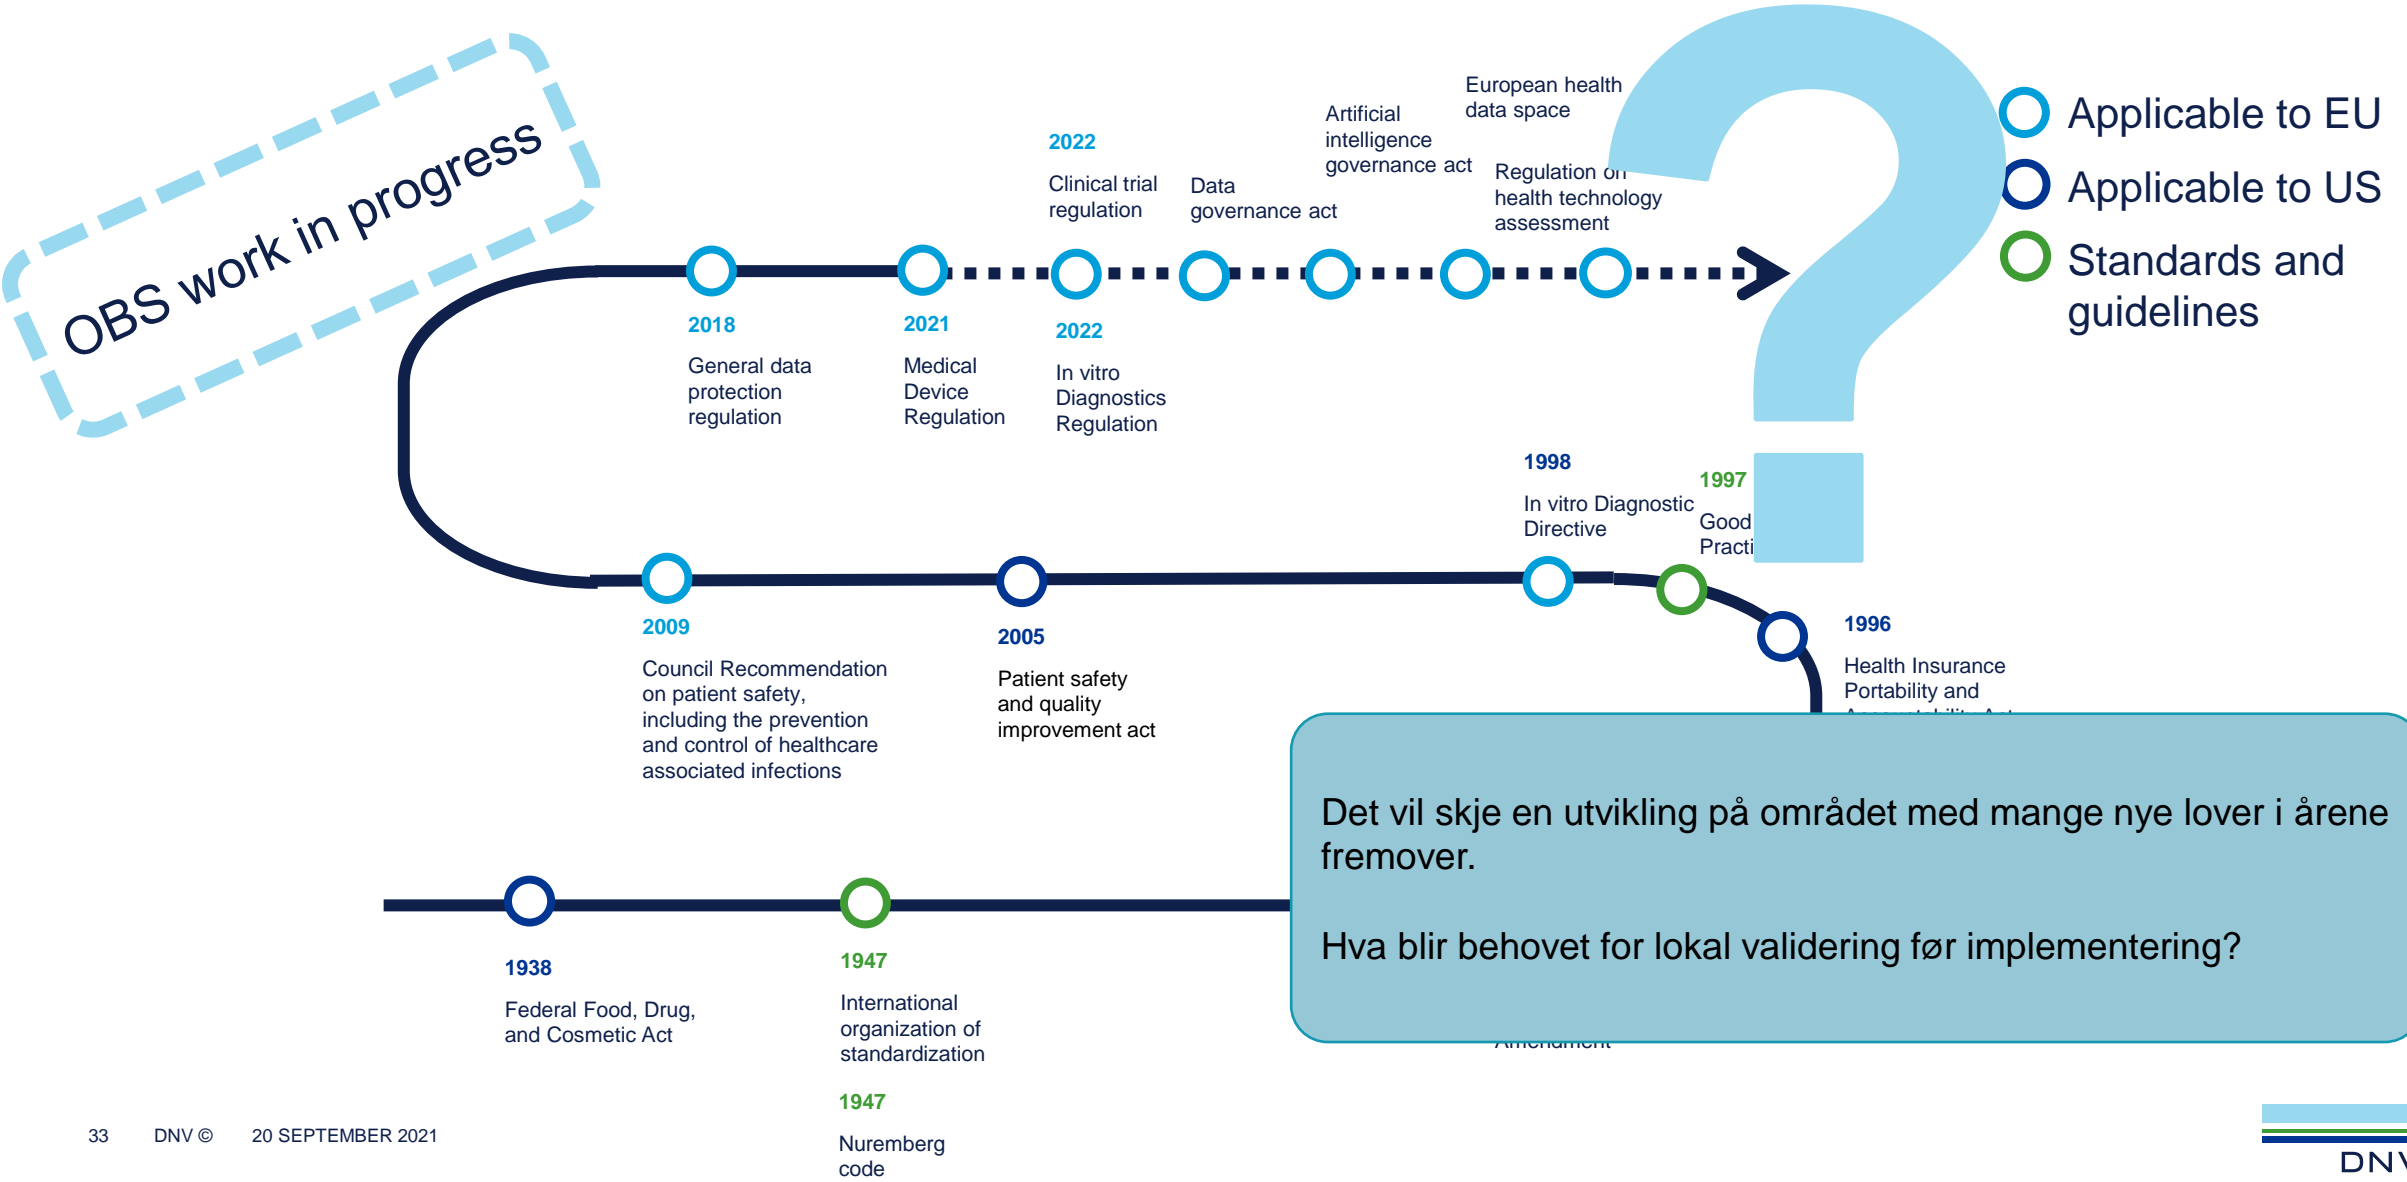 OBS work in progress
2022
Clinical trial
regulation
Data
governance act
Artificial
intelligence
governance act
European health
data space
Regulation on
health technology
assessment
Applicable to EU
Applicable to US
Standards and
guidelines
2018
General data
protection
regulation
2021
Medical
Device
Regulation
2022
In vitro
Diagnostics
Regulation
1998
In vitro Diagnostic
Directive
1997
Good
2009
Council Recommendation
on patient safety,
including the prevention
and control of healthcare
associated infections
2005
Patient safety
and quality
improvement act
1996
Health Insurance
Portability and
Det vil skje en utvikling på området med mange nye lover i årene
fremover.
Hva blir behovet for lokal validering før implementering?
1938
Federal Food, Drug,
and Cosmetic Act
1947
International
organization of
standardization
1947
Nuremberg
code
33 DNV © 20 SEPTEMBER 2021
DNV